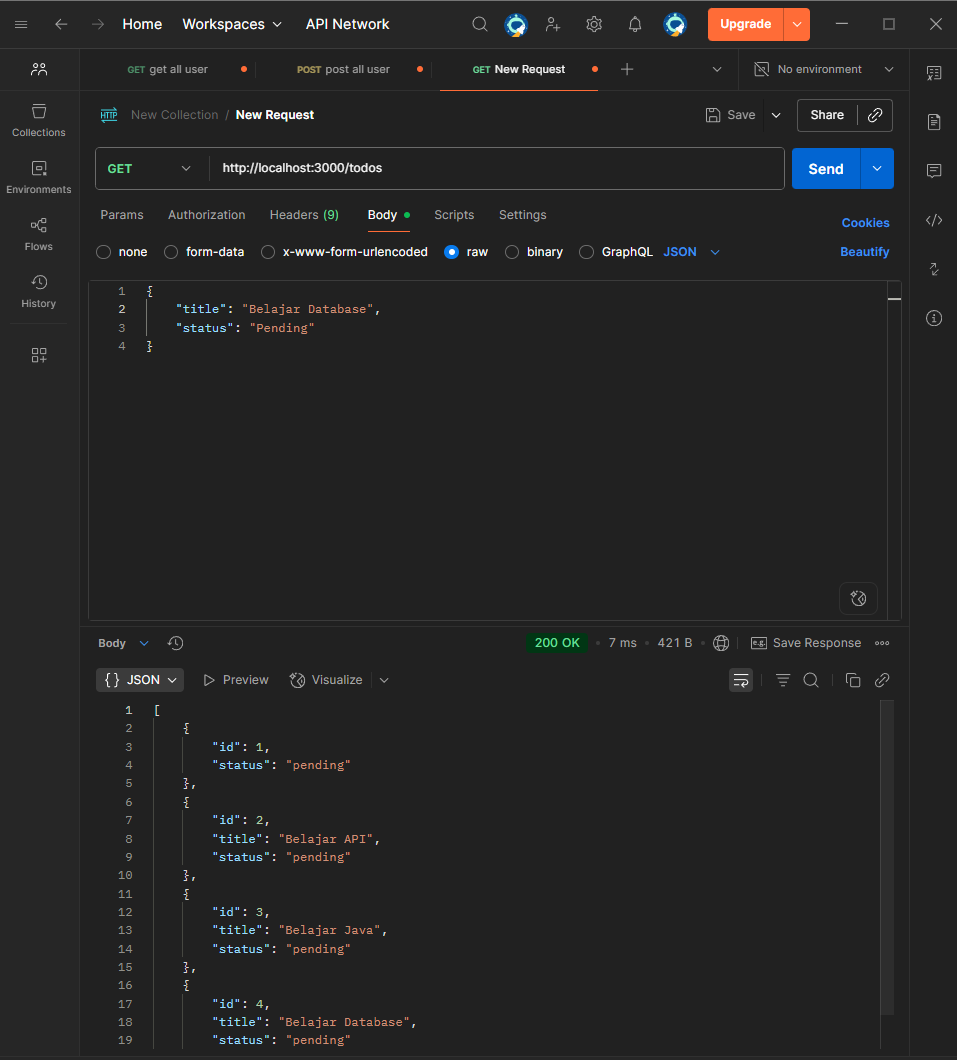 Home Workspaces API Network Upgrade
GET get all user POST post all user GET New Request No environment
HTTP New Collection / New Request Save Share
Collections
GET http://localhost:3000/todos Send
Environments
Params Authorization Headers (9) Body Scripts Settings Cookies
Flows
none form-data x-www-form-urlencoded raw binary GraphQL JSON Beautify
History
1 {
2 "title": "Belajar Database",
3 "status": "Pending"
4 }
Body 200 OK 7 ms 421 B e.g. Save Response
{} JSON Preview Visualize
1 [
2 {
3 "id": 1,
4 "status": "pending"
5 },
6 {
7 "id": 2,
8 "title": "Belajar API",
9 "status": "pending"
10 },
11 {
12 "id": 3,
13 "title": "Belajar Java",
14 "status": "pending"
15 },
16 {
17 "id": 4,
18 "title": "Belajar Database",
19 "status": "pending"